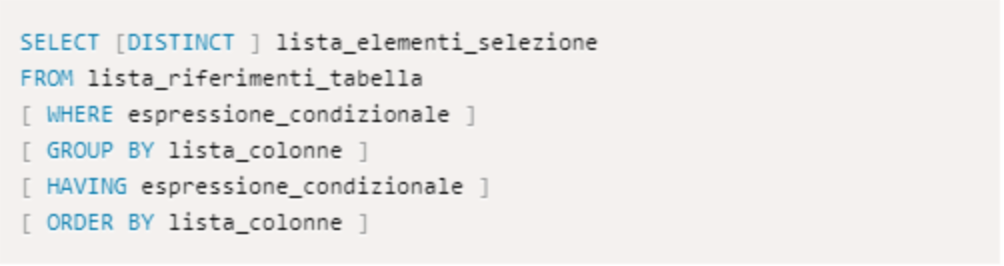 SELECT [DISTINCT ] lista_elementi_selezione
FROM lista_riferimenti_tabella
[ WHERE espressione_condizionale ]
[ GROUP BY lista_colonne ]
[ HAVING espressione_condizionale ]
[ ORDER BY lista_colonne ]